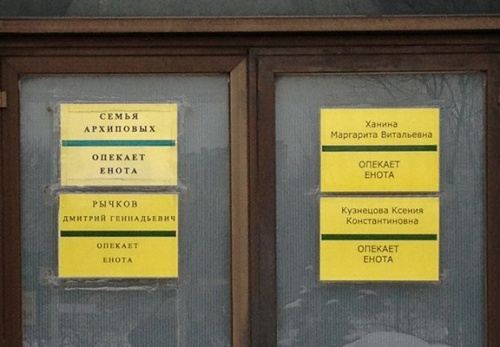 СЕМЬЯ
АРХИПОВЫХ
ОПЕКАЕТ
ЕНОТА
РЫЧКОВ
ДМИТРИЙ ГЕННАДЬЕВИЧ
ОПЕКАЕТ
ЕНОТА
Ханина
Маргарита Витальевна
ОПЕКАЕТ
ЕНОТА
Кузнецова Ксения
Константиновна
ОПЕКАЕТ
ЕНОТА